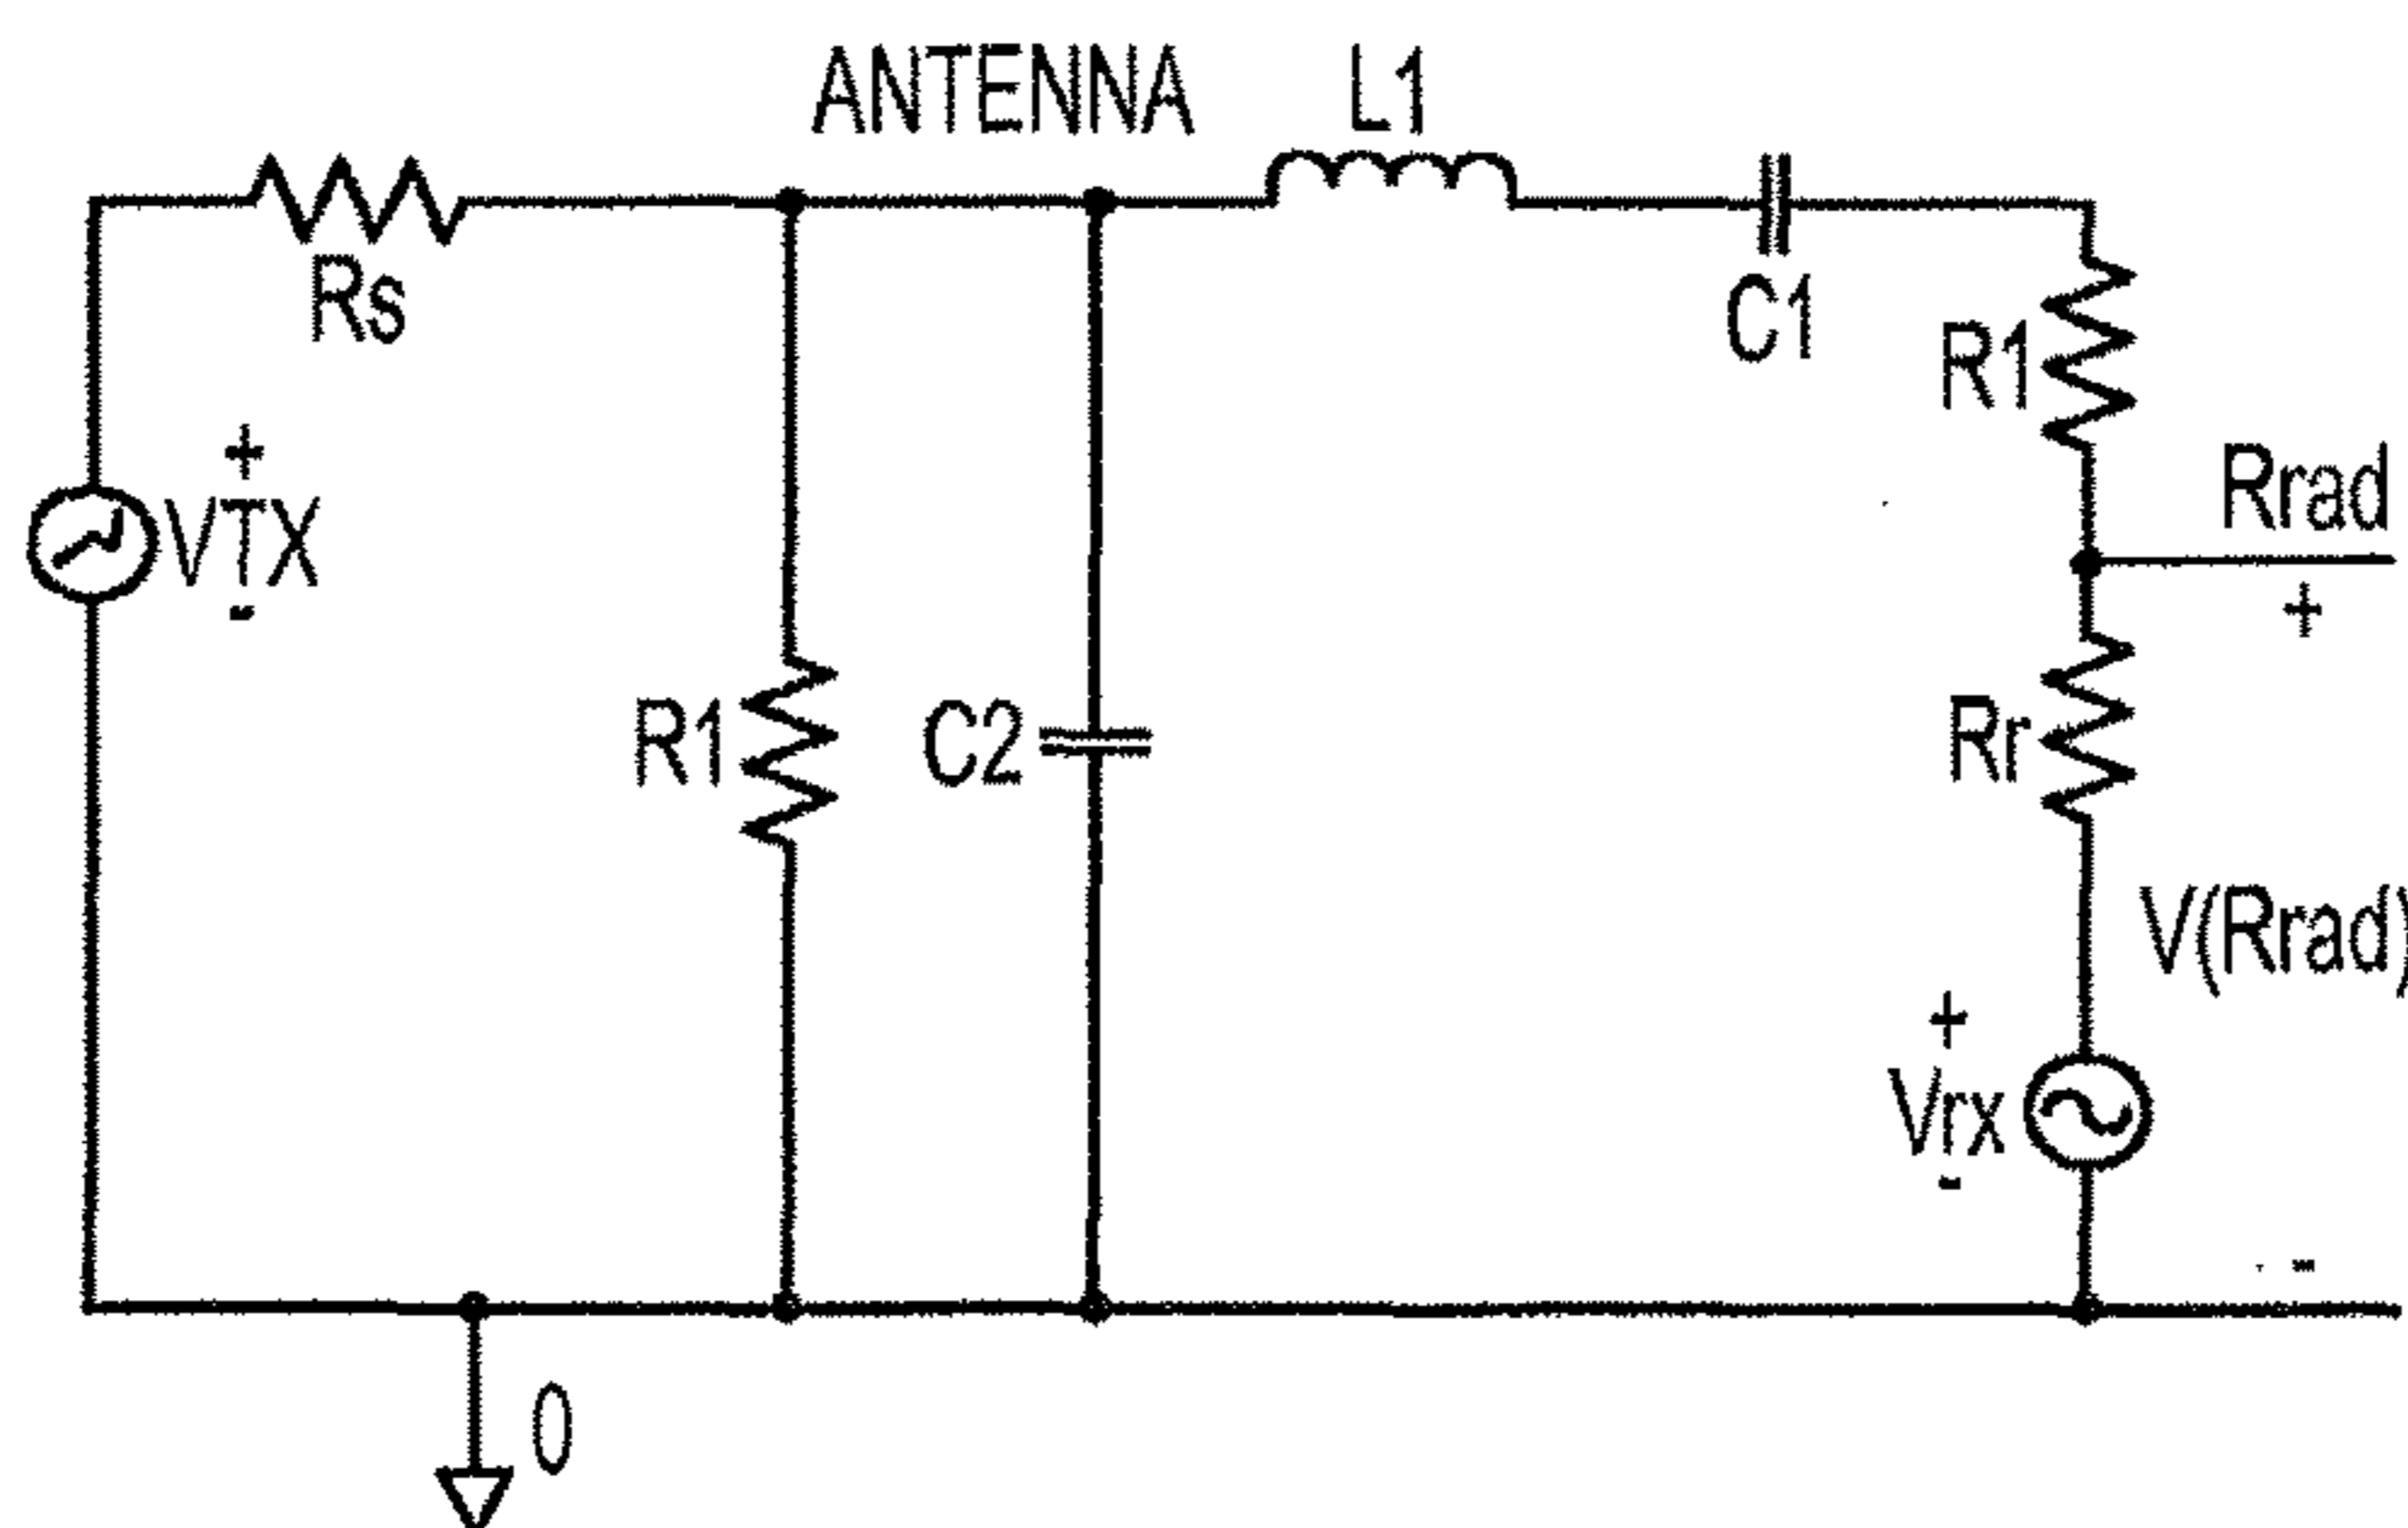 ANTENNA
L1
Rs
C1
R1
+
VTX
-
Rrad
+
R1
C2
Rr
V(Rrad)
+
Vrx
-
-
0